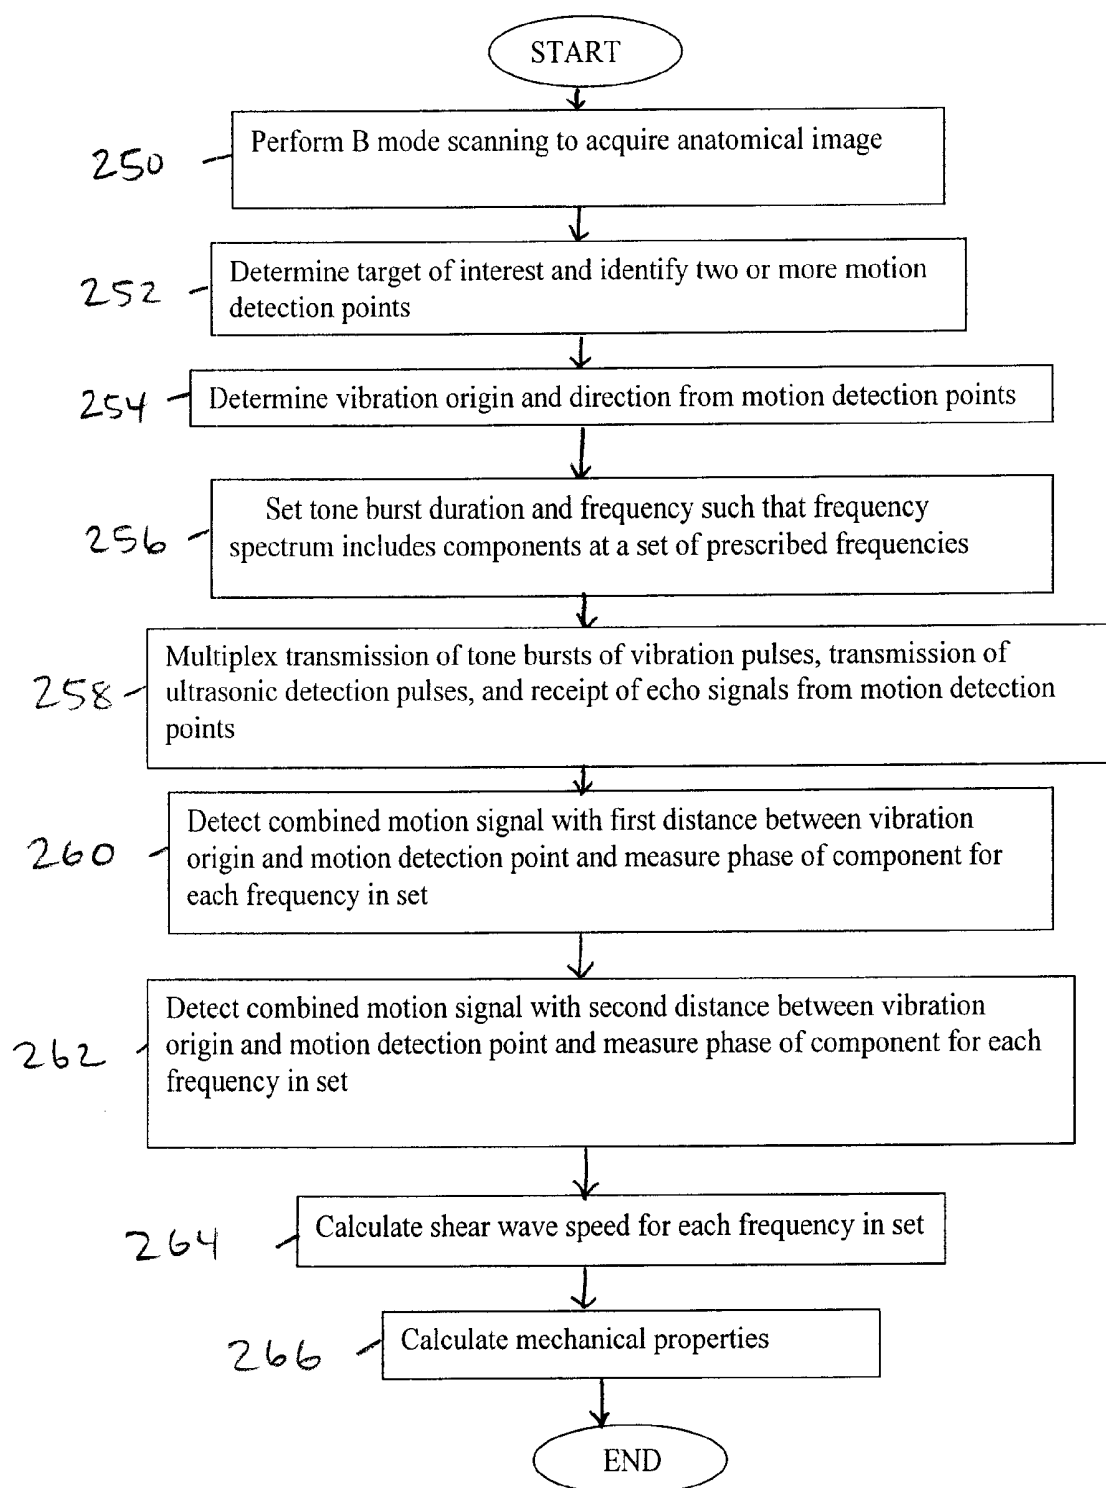 START
250
Perform B mode scanning to acquire anatomical image
252
Determine target of interest and identify two or more motion
detection points
254
Determine vibration origin and direction from motion detection points
256
Set tone burst duration and frequency such that frequency
spectrum includes components at a set of prescribed frequencies
258
Multiplex transmission of tone bursts of vibration pulses, transmission of
ultrasonic detection pulses, and receipt of echo signals from motion detection
points
260
Detect combined motion signal with first distance between vibration
origin and motion detection point and measure phase of component for
each frequency in set
262
Detect combined motion signal with second distance between vibration
origin and motion detection point and measure phase of component for each
frequency in set
264
Calculate shear wave speed for each frequency in set
266
Calculate mechanical properties
END